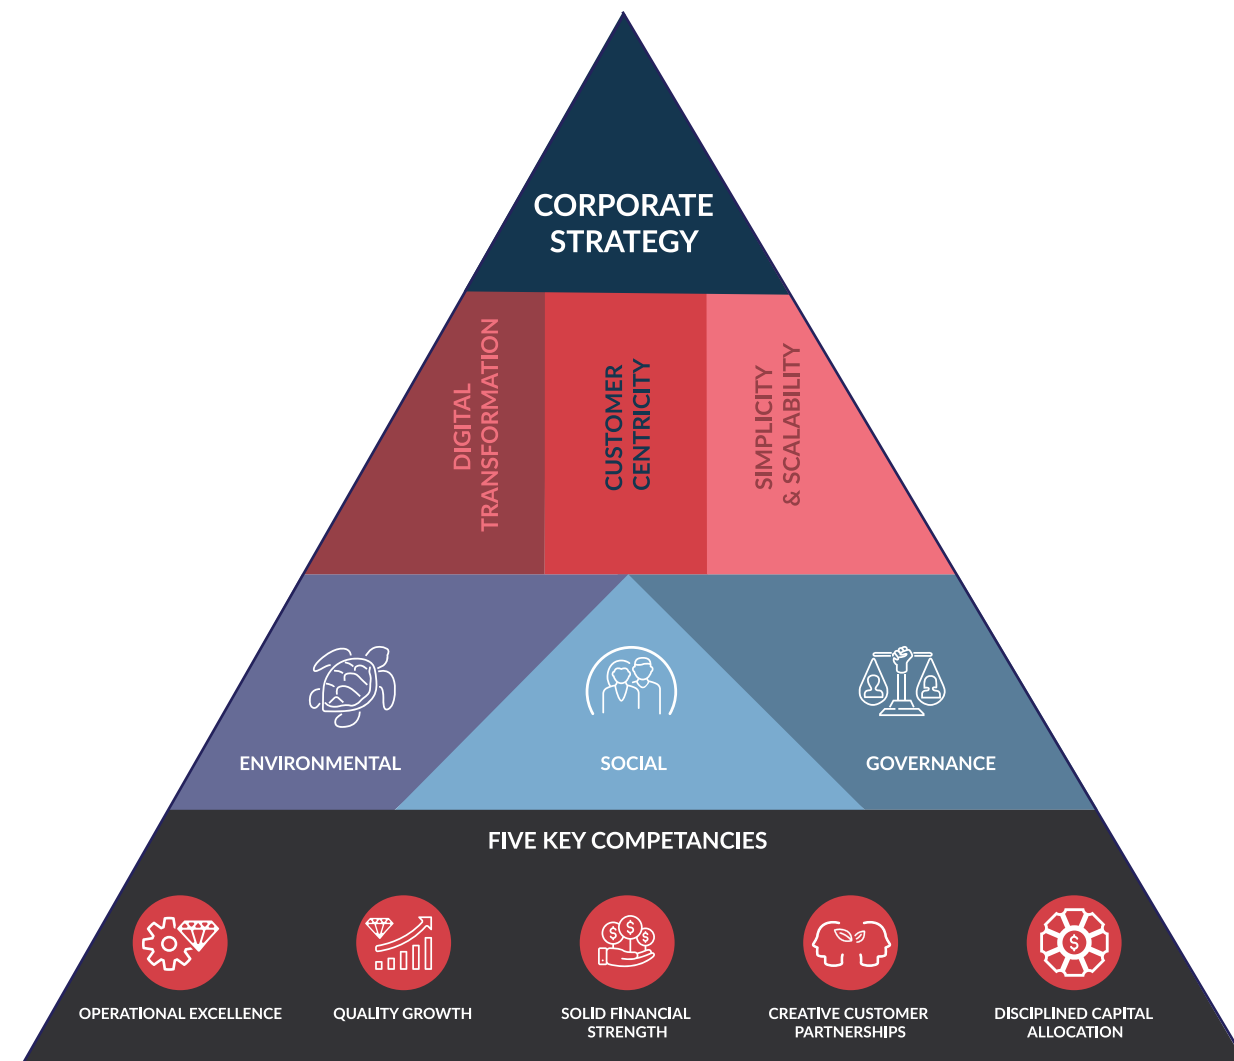 CORPORATE
STRATEGY
DIGITAL
TRANSFORMATION
CUSTOMER
CENTRICITY
SIMPLICITY
& SCALABILITY
ENVIRONMENTAL
SOCIAL
GOVERNANCE
FIVE KEY COMPETANCIES
OPERATIONAL EXCELLENCE
QUALITY GROWTH
SOLID FINANCIAL
STRENGTH
CREATIVE CUSTOMER
PARTNERSHIPS
DISCIPLINED CAPITAL
ALLOCATION